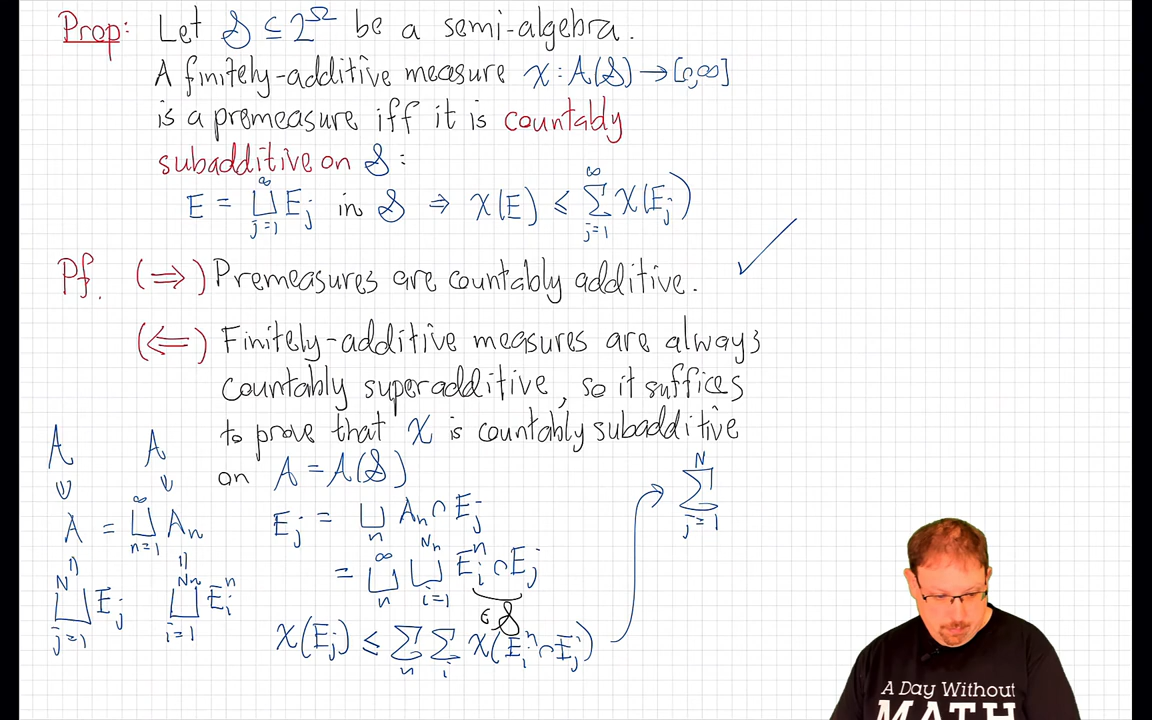 Prop: Let 𝒮 ⊆ 2^Ω be a semi-algebra.
A finitely-additive measure χ : A(𝒮) → [0,∞]
is a premeasure iff it is countably
subadditive on 𝒮 :
E = ⊔_{j=1}^{∞} E_j in 𝒮 ⇒ χ(E) ≤ ∑_{j=1}^{∞} χ(E_j)
Pf. (⇒) Premeasures are countably additive. ✓
(⇐) Finitely-additive measures are always
countably superadditive, so it suffices
to prove that χ is countably subadditive
on A = A(𝒮)
A A
∪ ∪
A = ⊔_{n=1}^{∞} A_n
|| ||
⊔_{j=1}^{N} E_j ⊔_{i=1}^{N_n} E_i^n
E_j = ⊔_n A_n ∩ E_j
= ⊔_n^{∞} ⊔_{i=1}^{N_n} E_i^n ∩ E_j
∈ 𝒮
χ(E_j) ≤ ∑_n ∑_i χ(E_i^n ∩ E_j)
∑_{j=1}^{N}
A Day Without
MATH